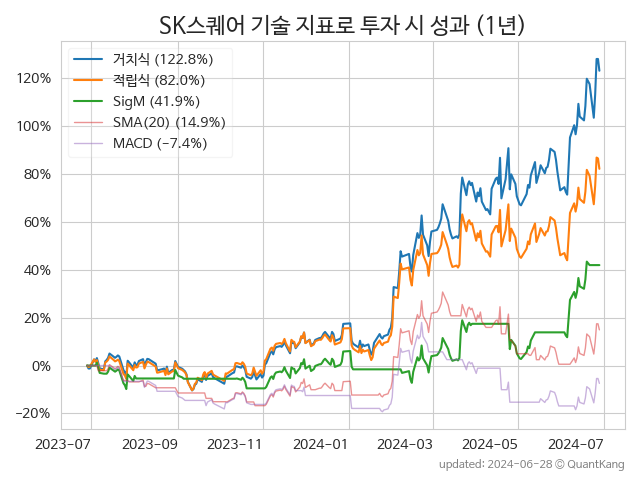 SK스퀘어 기술 지표로 투자 시 성과 (1년)
거치식 (122.8%)
적립식 (82.0%)
SigM (41.9%)
SMA(20) (14.9%)
MACD (−7.4%)
120%
100%
80%
60%
40%
20%
0%
−20%
2023-07 2023-09 2023-11 2024-01 2024-03 2024-05 2024-07
updated: 2024-06-28 © QuantKang